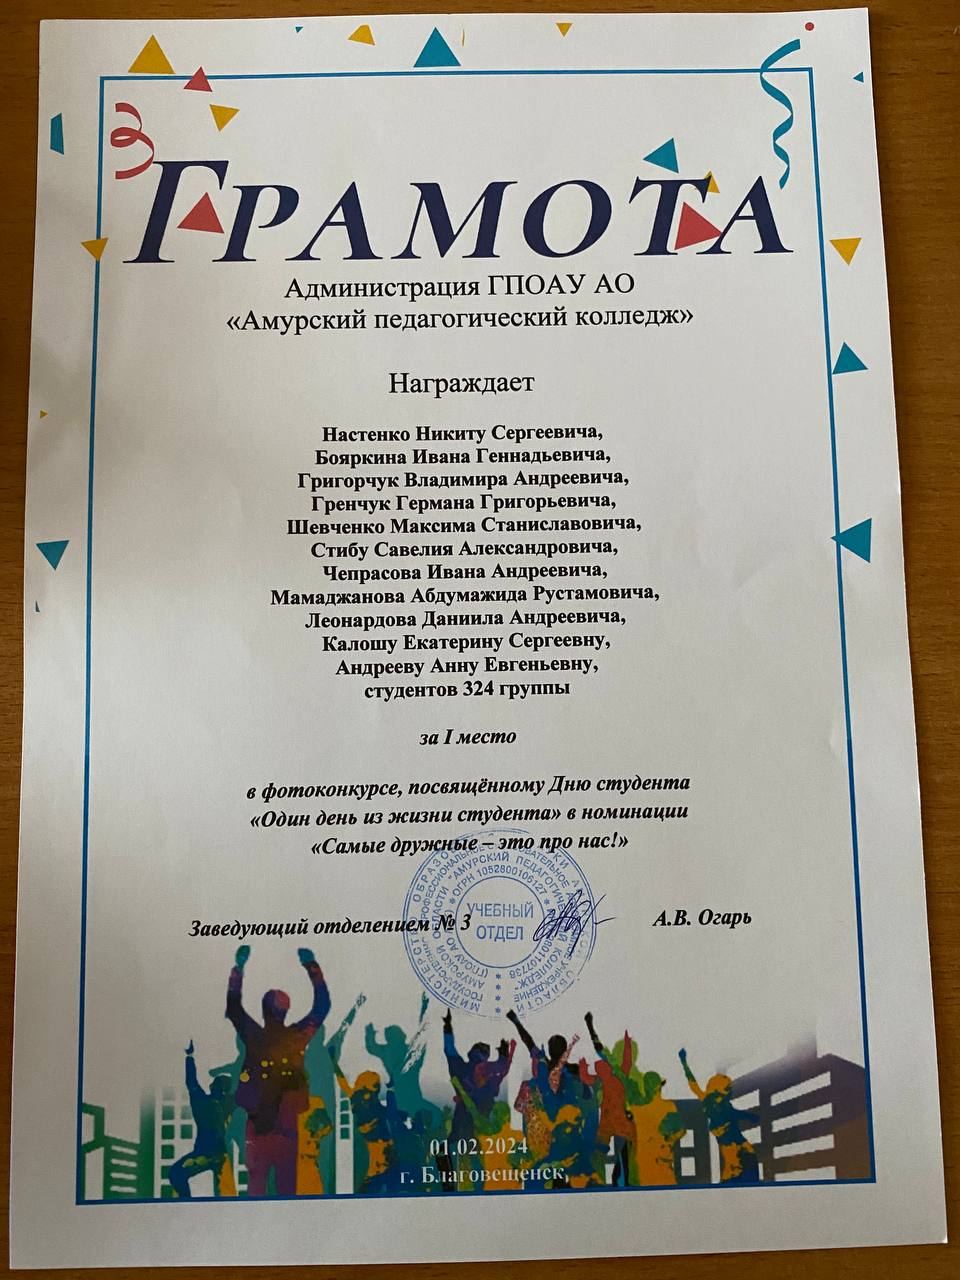 ГРАМОТА
Администрация ГПОАУ АО
«Амурский педагогический колледж»
Награждает
Настенко Никиту Сергеевича,
Бояркина Ивана Геннадьевича,
Григорчук Владимира Андреевича,
Гренчук Германа Григорьевича,
Шевченко Максима Станиславовича,
Стибу Савелия Александровича,
Чепрасова Ивана Андреевича,
Мамаджанова Абдумажида Рустамовича,
Леонардова Даниила Андреевича,
Калошу Екатерину Сергеевну,
Андрееву Анну Евгеньевну,
студентов 324 группы
за I место
в фотоконкурсе, посвящённому Дню студента
«Один день из жизни студента» в номинации
«Самые дружные – это про нас!»
Заведующий отделением № 3
А.В. Огарь
УЧЕБНЫЙ
ОТДЕЛ
ОГРН 1052800106127
01.02.2024
г. Благовещенск,